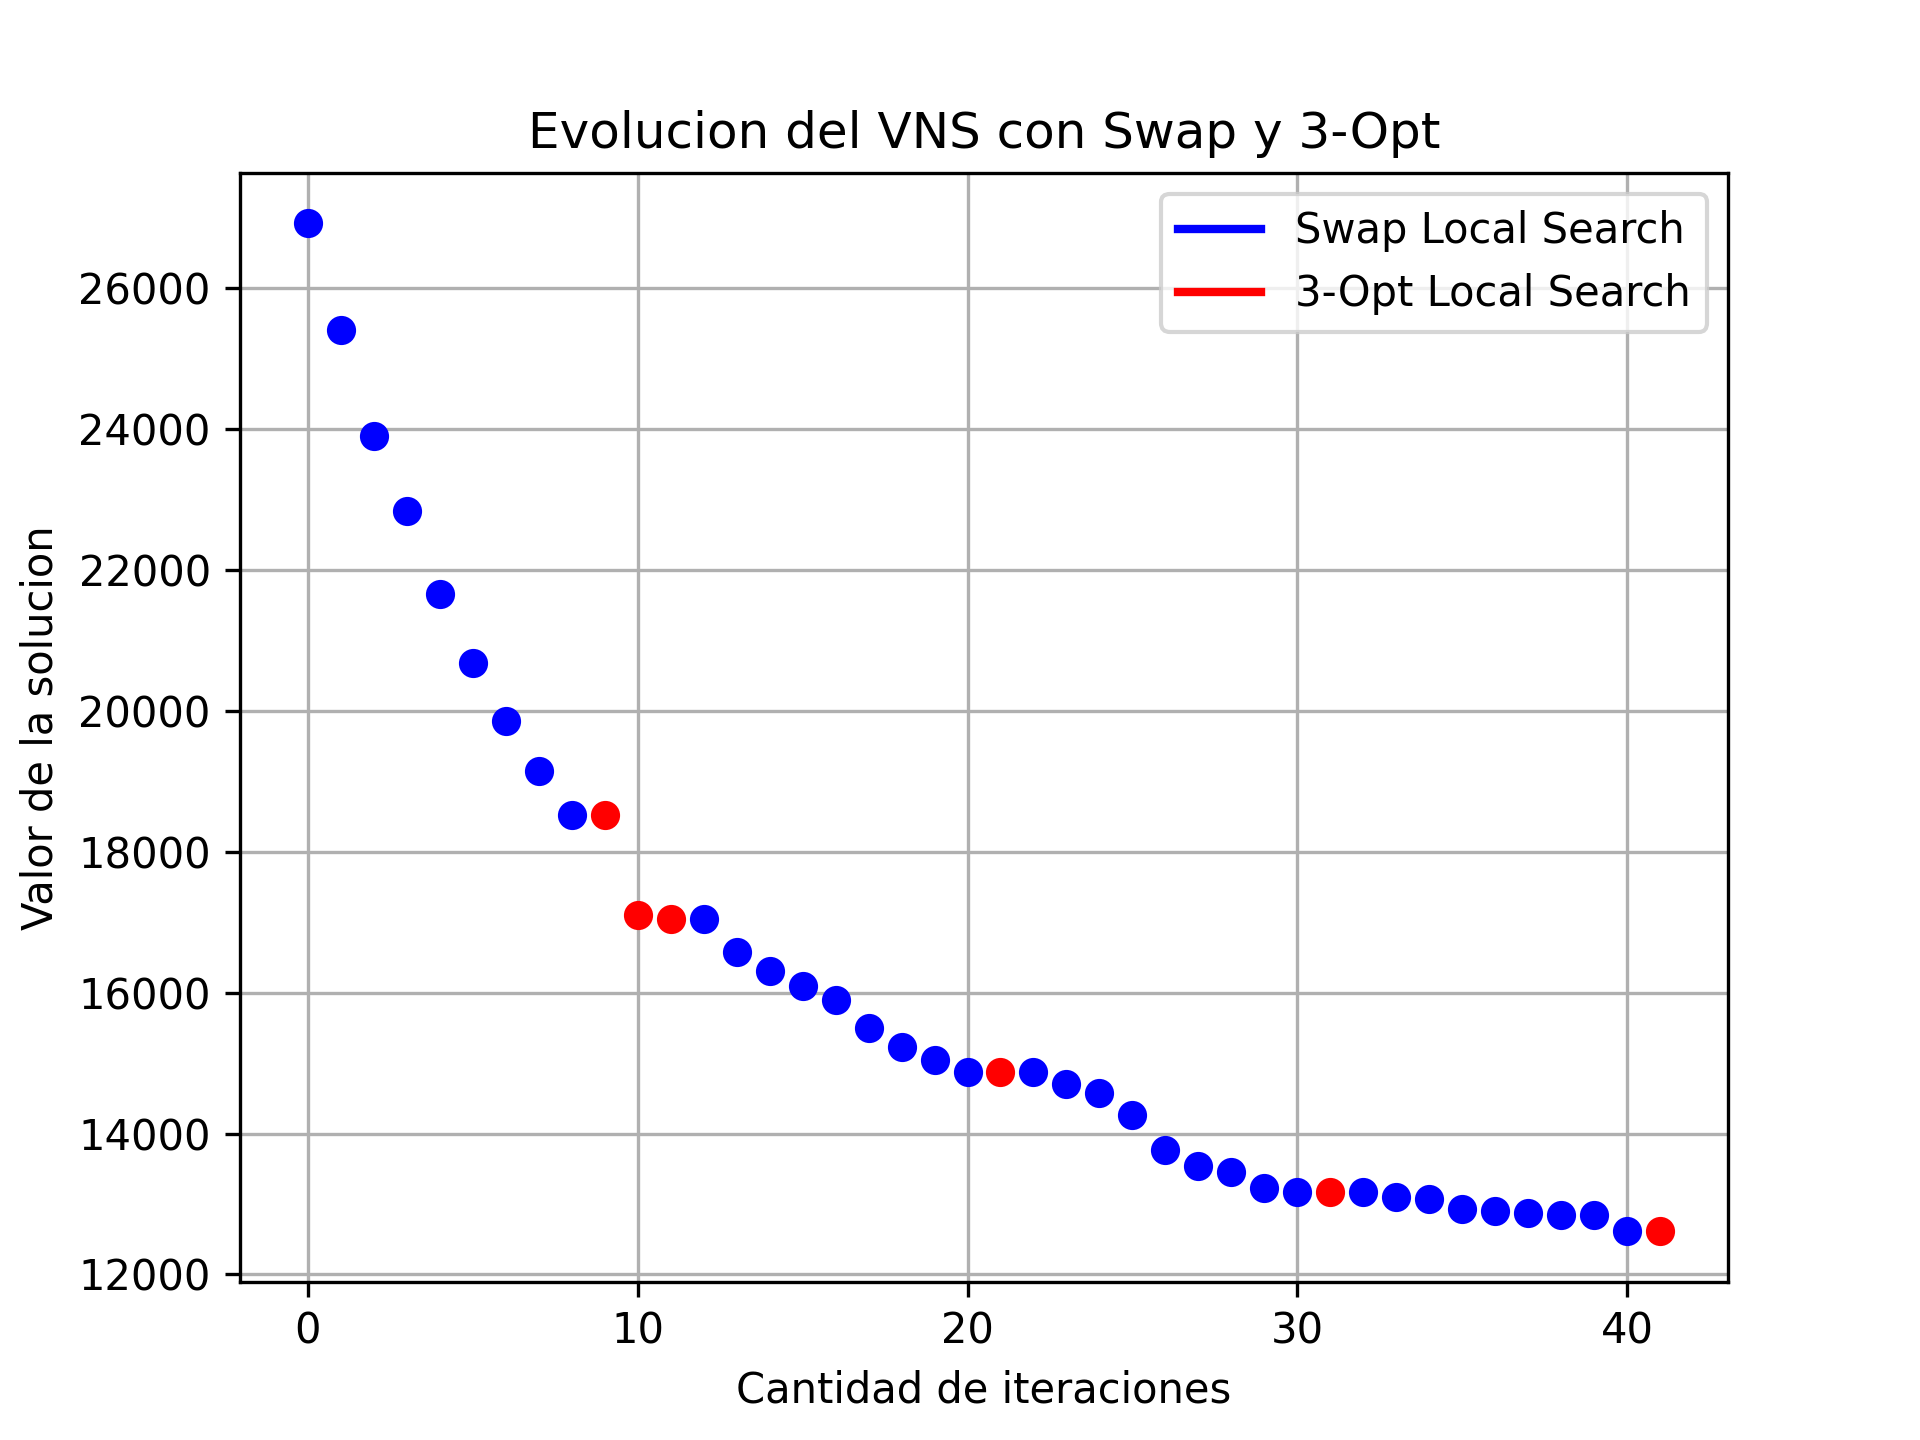 Evolucion del VNS con Swap y 3-Opt
Swap Local Search
3-Opt Local Search
Valor de la solucion
26000
24000
22000
20000
18000
16000
14000
12000
0 10 20 30 40
Cantidad de iteraciones